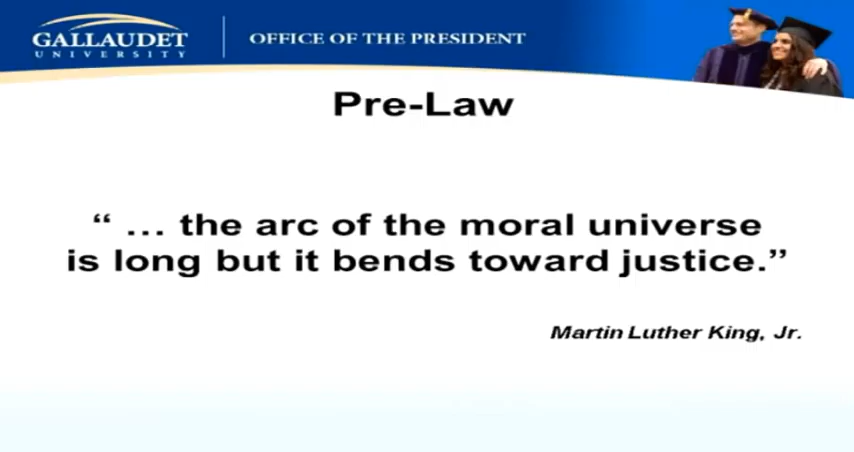 GALLAUDET
UNIVERSITY
OFFICE OF THE PRESIDENT
Pre-Law
“ … the arc of the moral universe
is long but it bends toward justice.”
Martin Luther King, Jr.